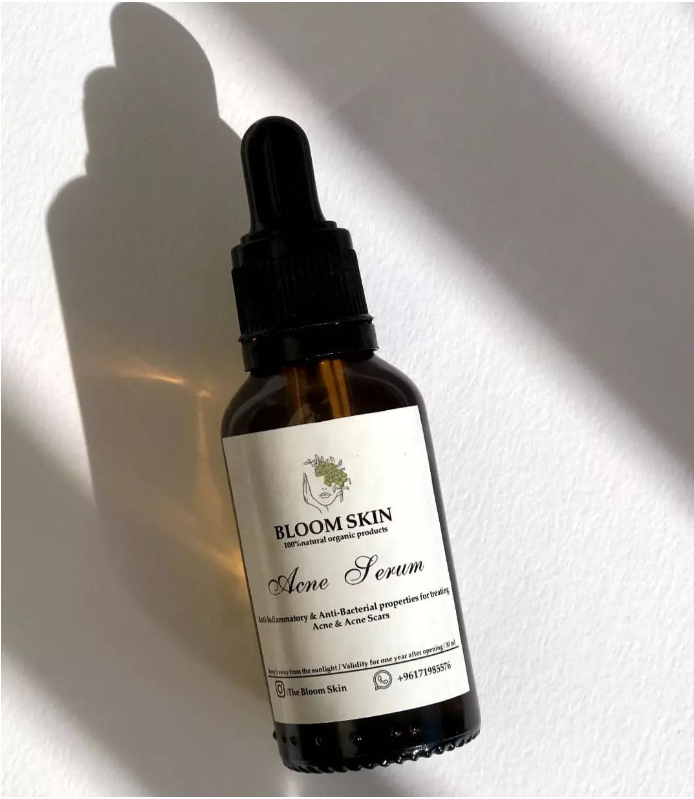 BLOOM SKIN
100%natural organic products
Acne Serum
Anti-Inflammatory & Anti-Bacterial properties for treating
Acne & Acne Scars
Keep it away from the sunlight / Validity for one year after opening / 30 ml
:The Bloom Skin
+96171985576